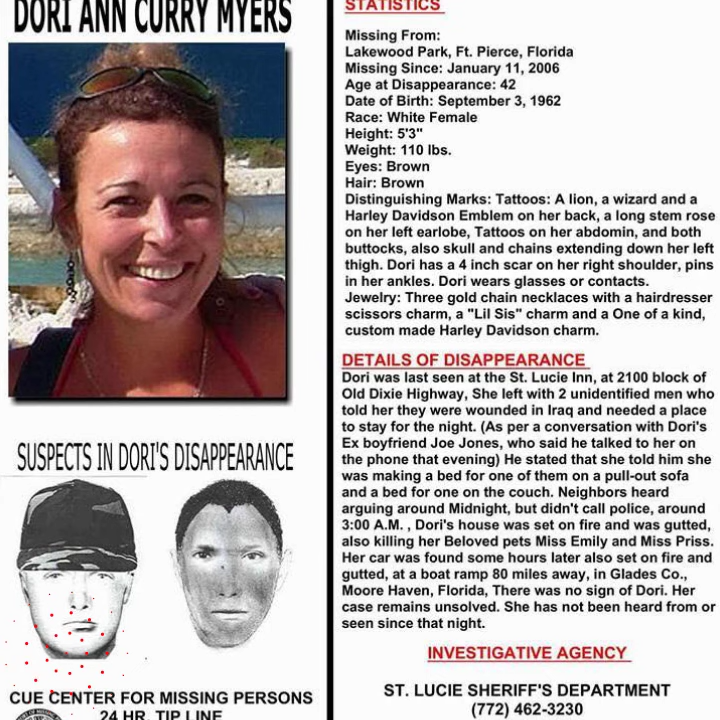 DORI ANN CURRY MYERS
SUSPECTS IN DORI'S DISAPPEARANCE
CUE CENTER FOR MISSING PERSONS
24 HR. TIP LINE
STATISTICS
Missing From:
Lakewood Park, Ft. Pierce, Florida
Missing Since: January 11, 2006
Age at Disappearance: 42
Date of Birth: September 3, 1962
Race: White Female
Height: 5'3"
Weight: 110 lbs.
Eyes: Brown
Hair: Brown
Distinguishing Marks: Tattoos: A lion, a wizard and a
Harley Davidson Emblem on her back, a long stem rose
on her left earlobe, Tattoos on her abdomen, and both
buttocks, also skull and chains extending down her left
thigh. Dori has a 4 inch scar on her right shoulder, pins
in her ankles. Dori wears glasses or contacts.
Jewelry: Three gold chain necklaces with a hairdresser
scissors charm, a "Lil Sis" charm and a One of a kind,
custom made Harley Davidson charm.
DETAILS OF DISAPPEARANCE
Dori was last seen at the St. Lucie Inn, at 2100 block of
Old Dixie Highway, She left with 2 unidentified men who
told her they were wounded in Iraq and needed a place
to stay for the night. (As per a conversation with Dori's
Ex boyfriend Joe Jones, who said he talked to her on
the phone that evening) He stated that she told him she
was making a bed for one of them on a pull-out sofa
and a bed for one on the couch. Neighbors heard
arguing around Midnight, but didn't call police, around
3:00 A.M. , Dori's house was set on fire and was gutted,
also killing her Beloved pets Miss Emily and Miss Priss.
Her car was found some hours later also set on fire and
gutted, at a boat ramp 80 miles away, in Glades Co.,
Moore Haven, Florida, There was no sign of Dori. Her
case remains unsolved. She has not been heard from or
seen since that night.
INVESTIGATIVE AGENCY
ST. LUCIE SHERIFF'S DEPARTMENT
(772) 462-3230